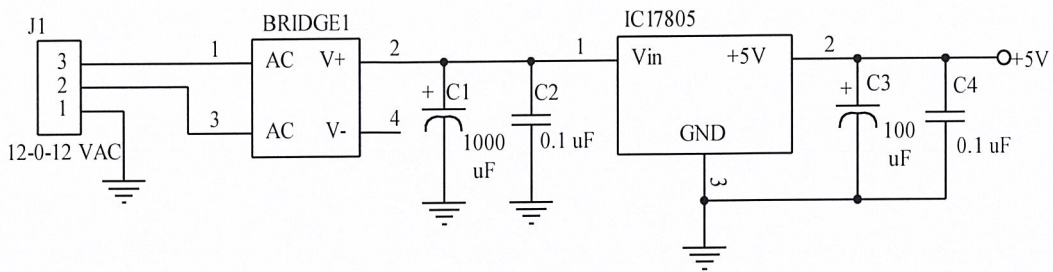 J1
3
2
1
12-0-12 VAC
BRIDGE1
1
AC
V+
2
3
AC
V-
4
+
C1
1000
uF
C2
0.1 uF
IC17805
1
Vin
+5V
2
GND
3
+
C3
100
uF
C4
0.1 uF
+5V